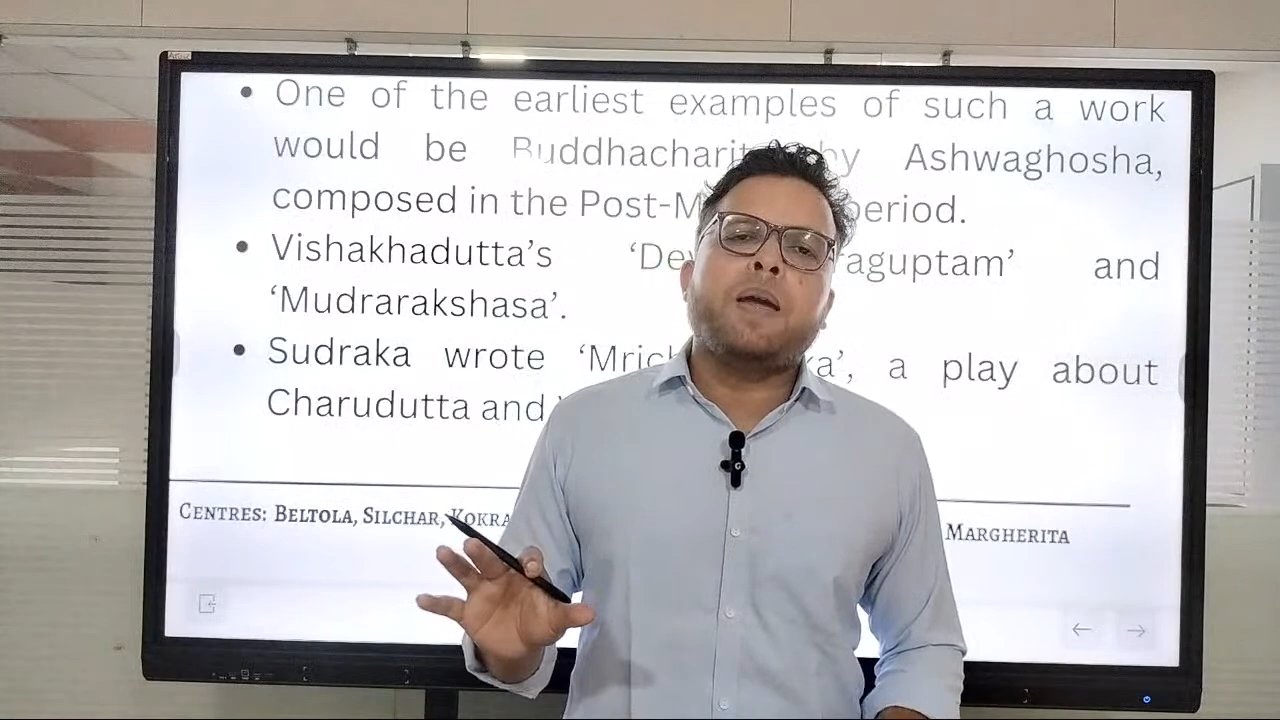 • One of the earliest examples of such a work
would be by Ashwaghosha,
composed in the period.
• Vishakhadutta's and
‘Mudrarakshasa’.
• Sudraka wrote a play about
Charudutta and
CENTRES: BELTOLA, SILCHAR, MARGHERITA